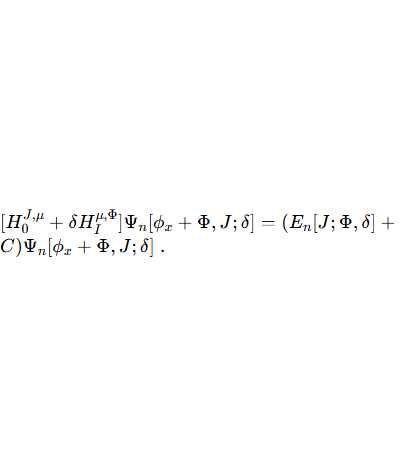 $[H_0^{J,\mu} + \delta H_I^{\mu,\Phi}]\Psi_n[\phi_x + \Phi, J; \delta] = (E_n[J; \Phi, \delta] +$
$C)\Psi_n[\phi_x + \Phi, J; \delta] \; .$